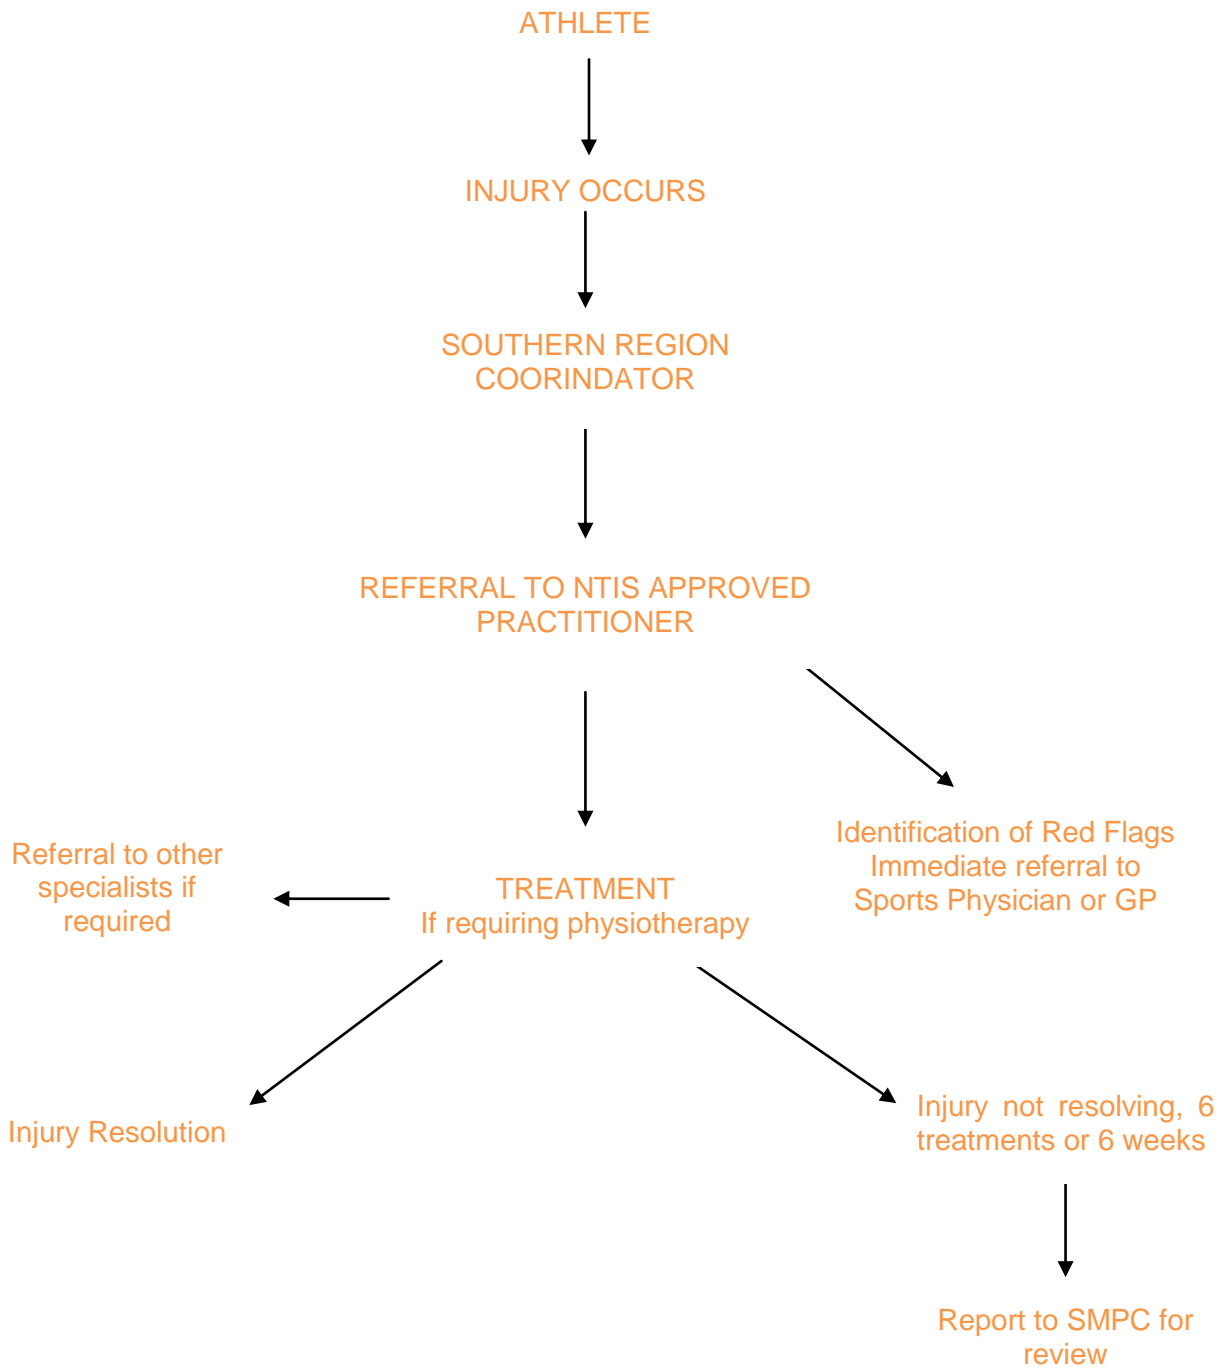 ATHLETE
INJURY OCCURS
SOUTHERN REGION
COORINDATOR
REFERRAL TO NTIS APPROVED
PRACTITIONER
Identification of Red Flags
Immediate referral to
Sports Physician or GP
Referral to other
specialists if
required
TREATMENT
If requiring physiotherapy
Injury Resolution
Injury not resolving, 6
treatments or 6 weeks
Report to SMPC for
review